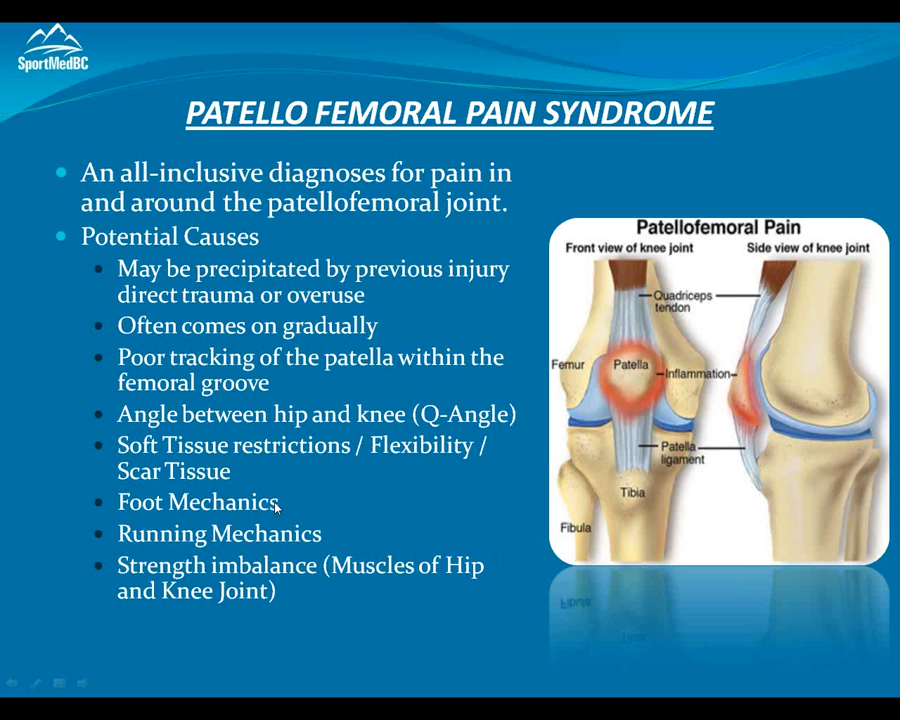 SportMedBC
PATELLO FEMORAL PAIN SYNDROME
An all-inclusive diagnoses for pain in
and around the patellofemoral joint.
Potential Causes
May be precipitated by previous injury
direct trauma or overuse
Often comes on gradually
Poor tracking of the patella within the
femoral groove
Angle between hip and knee (Q-Angle)
Soft Tissue restrictions / Flexibility /
Scar Tissue
Foot Mechanics
Running Mechanics
Strength imbalance (Muscles of Hip
and Knee Joint)
Patellofemoral Pain
Front view of knee joint
Side view of knee joint
Quadriceps
tendon
Femur
Patella
Inflammation
Patella
ligament
Tibia
Fibula